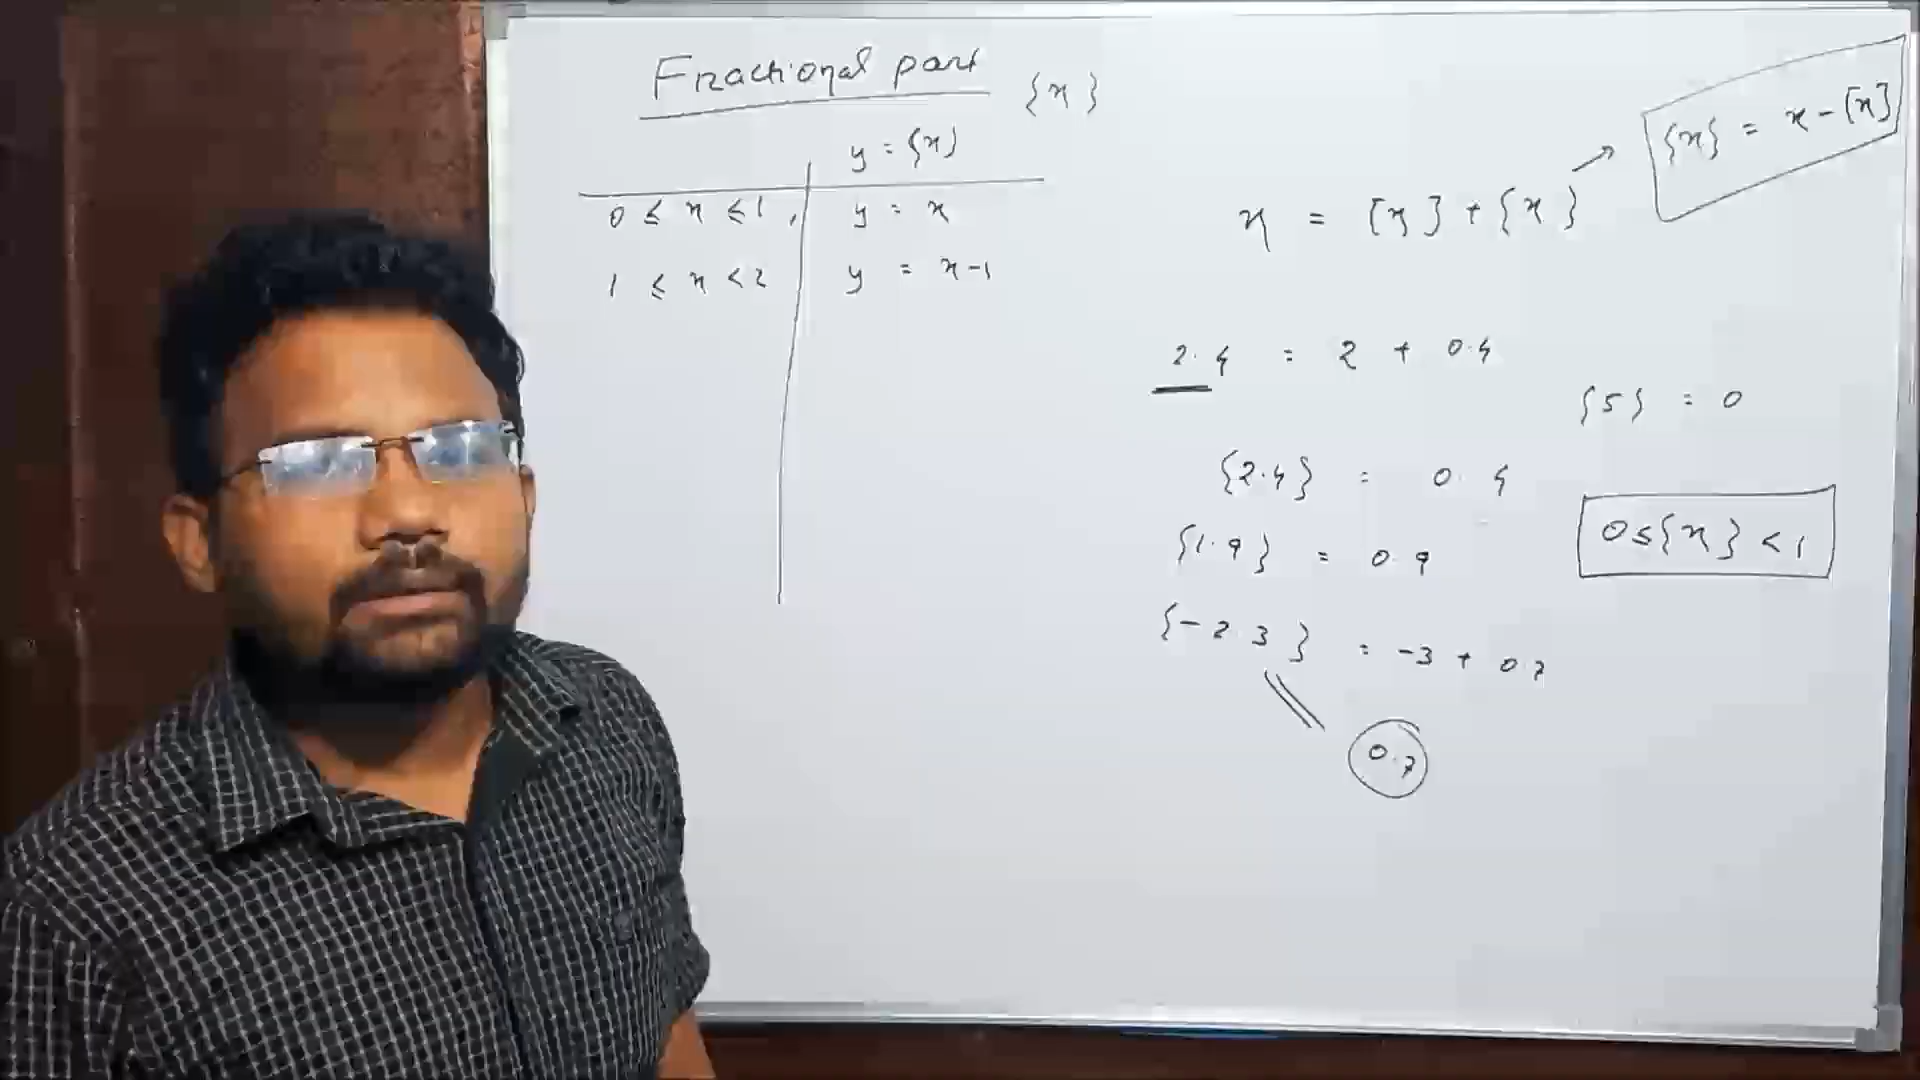 Fractional part {x}
y = {x}
0 ≤ x ≤ 1, y = x
1 ≤ x < 2 y = x-1
{x} = x - [x]
x = [x] + {x}
2.4 = 2 + 0.4
{5} = 0
{2.4} = 0.4
{1.9} = 0.9
0 ≤ {x} < 1
{-2.3} = -3 + 0.7
0.7